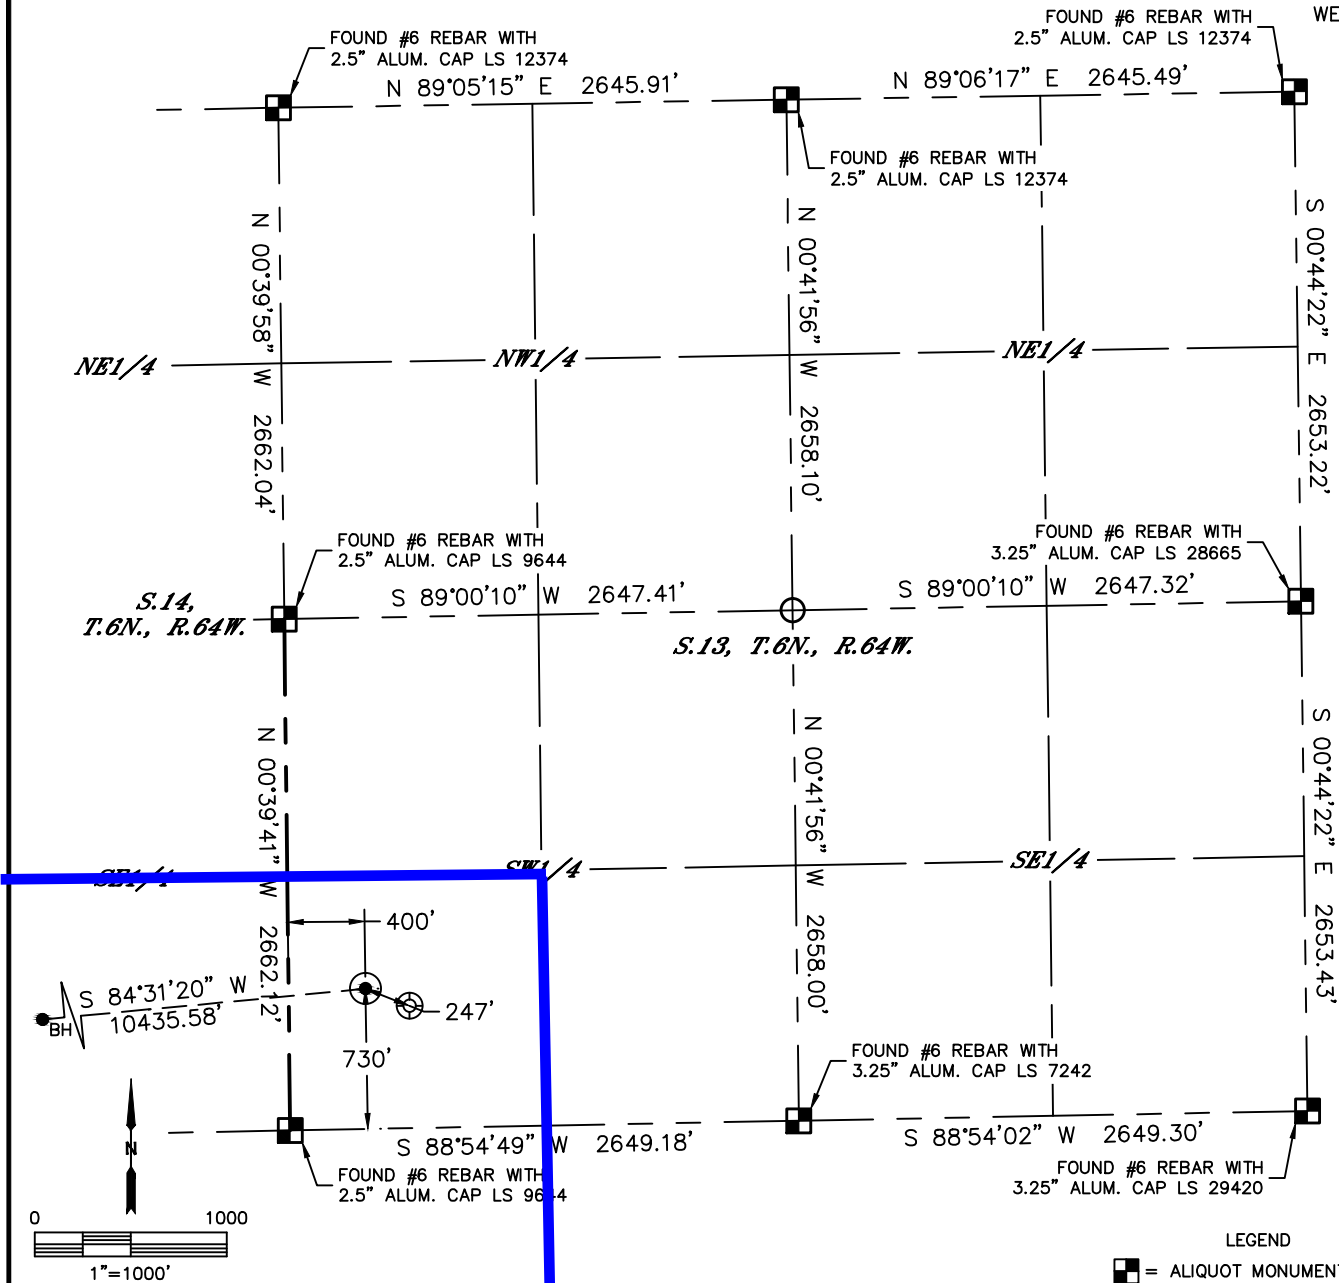 WE
FOUND #6 REBAR WITH
2.5" ALUM. CAP LS 12374
FOUND #6 REBAR WITH
2.5" ALUM. CAP LS 12374
N 89°05'15" E 2645.91'
N 89°06'17" E 2645.49'
FOUND #6 REBAR WITH
2.5" ALUM. CAP LS 12374
N 00°39'58" W 2662.04'
N 00°41'56" W 2658.10'
S 00°44'22" E 2653.22'
NE1/4
NW1/4
NE1/4
FOUND #6 REBAR WITH
2.5" ALUM. CAP LS 9644
FOUND #6 REBAR WITH
3.25" ALUM. CAP LS 28665
S.14,
T.6N., R.64W.
S 89°00'10" W 2647.41'
S 89°00'10" W 2647.32'
S.13, T.6N., R.64W.
N 00°39'41" W 2662.12'
N 00°41'56" W 2658.00'
S 00°44'22" E 2653.43'
SE1/4
SW1/4
SE1/4
400'
S 84°31'20" W
10435.58'
BH
247'
730'
FOUND #6 REBAR WITH
3.25" ALUM. CAP LS 7242
N
S 88°54'49" W 2649.18'
S 88°54'02" W 2649.30'
FOUND #6 REBAR WITH
2.5" ALUM. CAP LS 9644
FOUND #6 REBAR WITH
3.25" ALUM. CAP LS 29420
0 1000
1"=1000'
LEGEND
= ALIQUOT MONUMEN